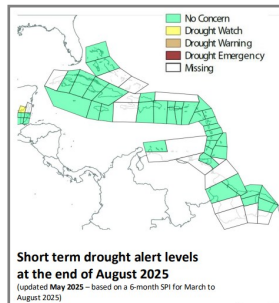 No Concern
Drought Watch
Drought Warning
Drought Emergency
Missing
Short term drought alert levels
at the end of August 2025
(updated May 2025 – based on a 6-month SPI for March to
August 2025)